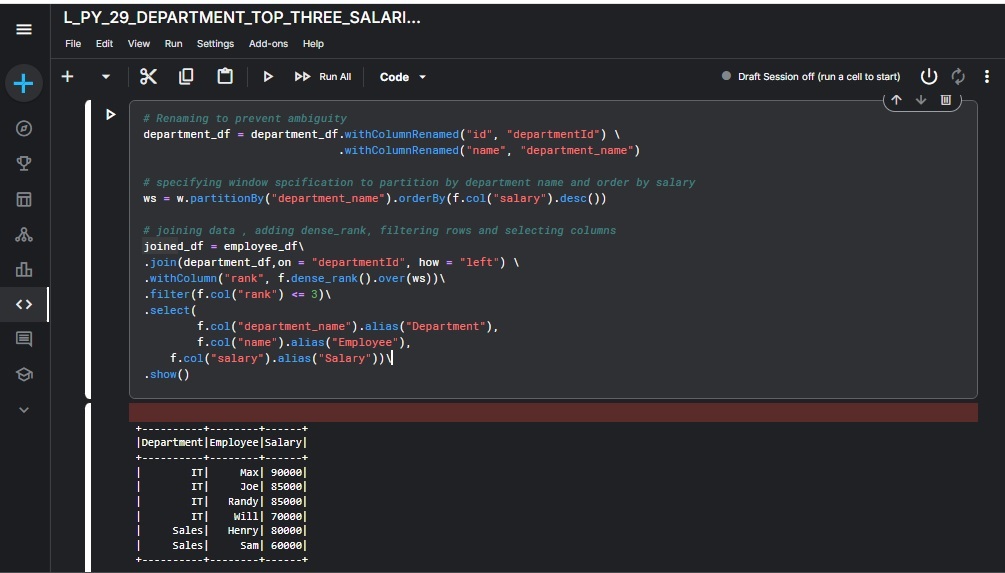 L_PY_29_DEPARTMENT_TOP_THREE_SALARI...
File Edit View Run Settings Add-ons Help
Run All Code Draft Session off (run a cell to start)
# Renaming to prevent ambiguity
department_df = department_df.withColumnRenamed("id", "departmentId") \
.withColumnRenamed("name", "department_name")
# specifying window spcification to partition by department name and order by salary
ws = w.partitionBy("department_name").orderBy(f.col("salary").desc())
# joining data , adding dense_rank, filtering rows and selecting columns
joined_df = employee_df\
.join(department_df,on = "departmentId", how = "left") \
.withColumn("rank", f.dense_rank().over(ws))\
.filter(f.col("rank") <= 3)\
.select(
f.col("department_name").alias("Department"),
f.col("name").alias("Employee"),
f.col("salary").alias("Salary"))\
.show()
+----------+--------+------+
|Department|Employee|Salary|
+----------+--------+------+
|        IT|     Max| 90000|
|        IT|     Joe| 85000|
|        IT|   Randy| 85000|
|        IT|    Will| 70000|
|     Sales|   Henry| 80000|
|     Sales|     Sam| 60000|
+----------+--------+------+